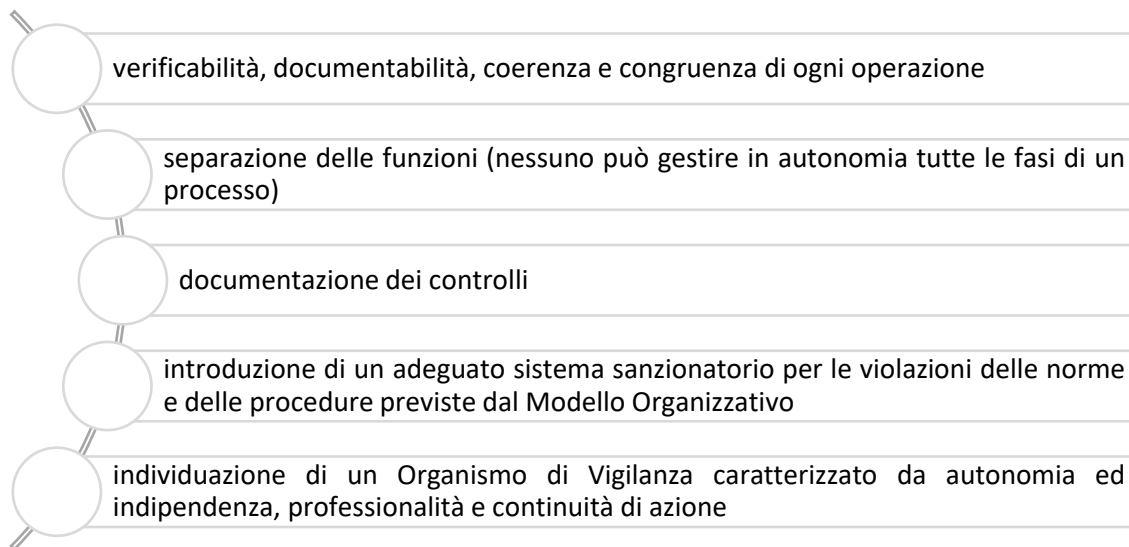 verificabilità, documentabilità, coerenza e congruenza di ogni operazione
separazione delle funzioni (nessuno può gestire in autonomia tutte le fasi di un
processo)
documentazione dei controlli
introduzione di un adeguato sistema sanzionatorio per le violazioni delle norme
e delle procedure previste dal Modello Organizzativo
individuazione di un Organismo di Vigilanza caratterizzato da autonomia ed
indipendenza, professionalità e continuità di azione